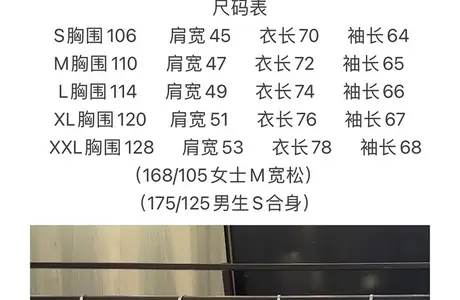 尺码表
S胸围106 肩宽45 衣长70 袖长64
M胸围110 肩宽47 衣长72 袖长65
L胸围114 肩宽49 衣长74 袖长66
XL胸围120 肩宽51 衣长76 袖长67
XXL胸围128 肩宽53 衣长78 袖长68
（168/105女士M宽松）
（175/125男生S合身）